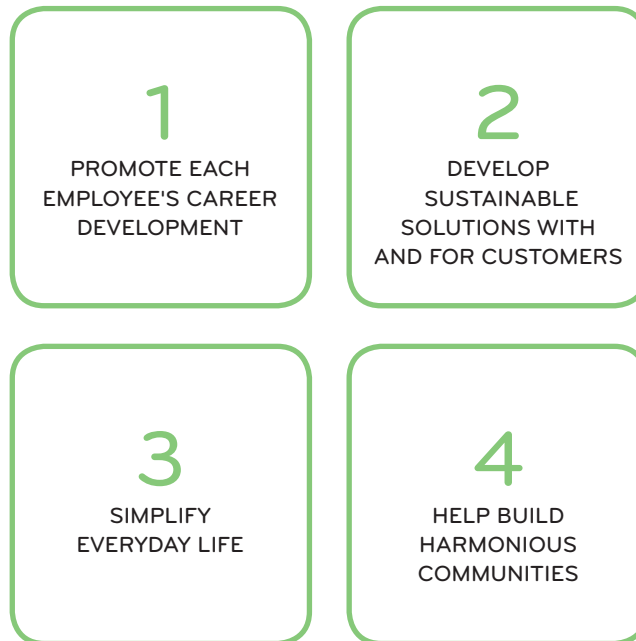 1
PROMOTE EACH
EMPLOYEE'S CAREER
DEVELOPMENT
2
DEVELOP
SUSTAINABLE
SOLUTIONS WITH
AND FOR CUSTOMERS
3
SIMPLIFY
EVERYDAY LIFE
4
HELP BUILD
HARMONIOUS
COMMUNITIES